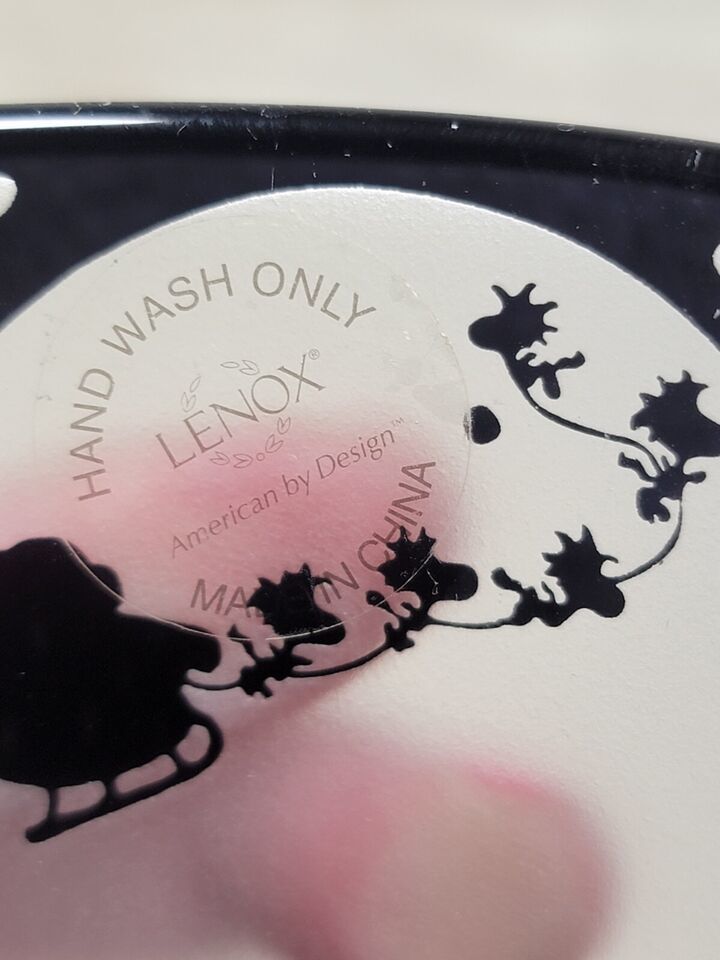 HAND WASH ONLY
LENOX®
American by Design™
MADE IN CHINA